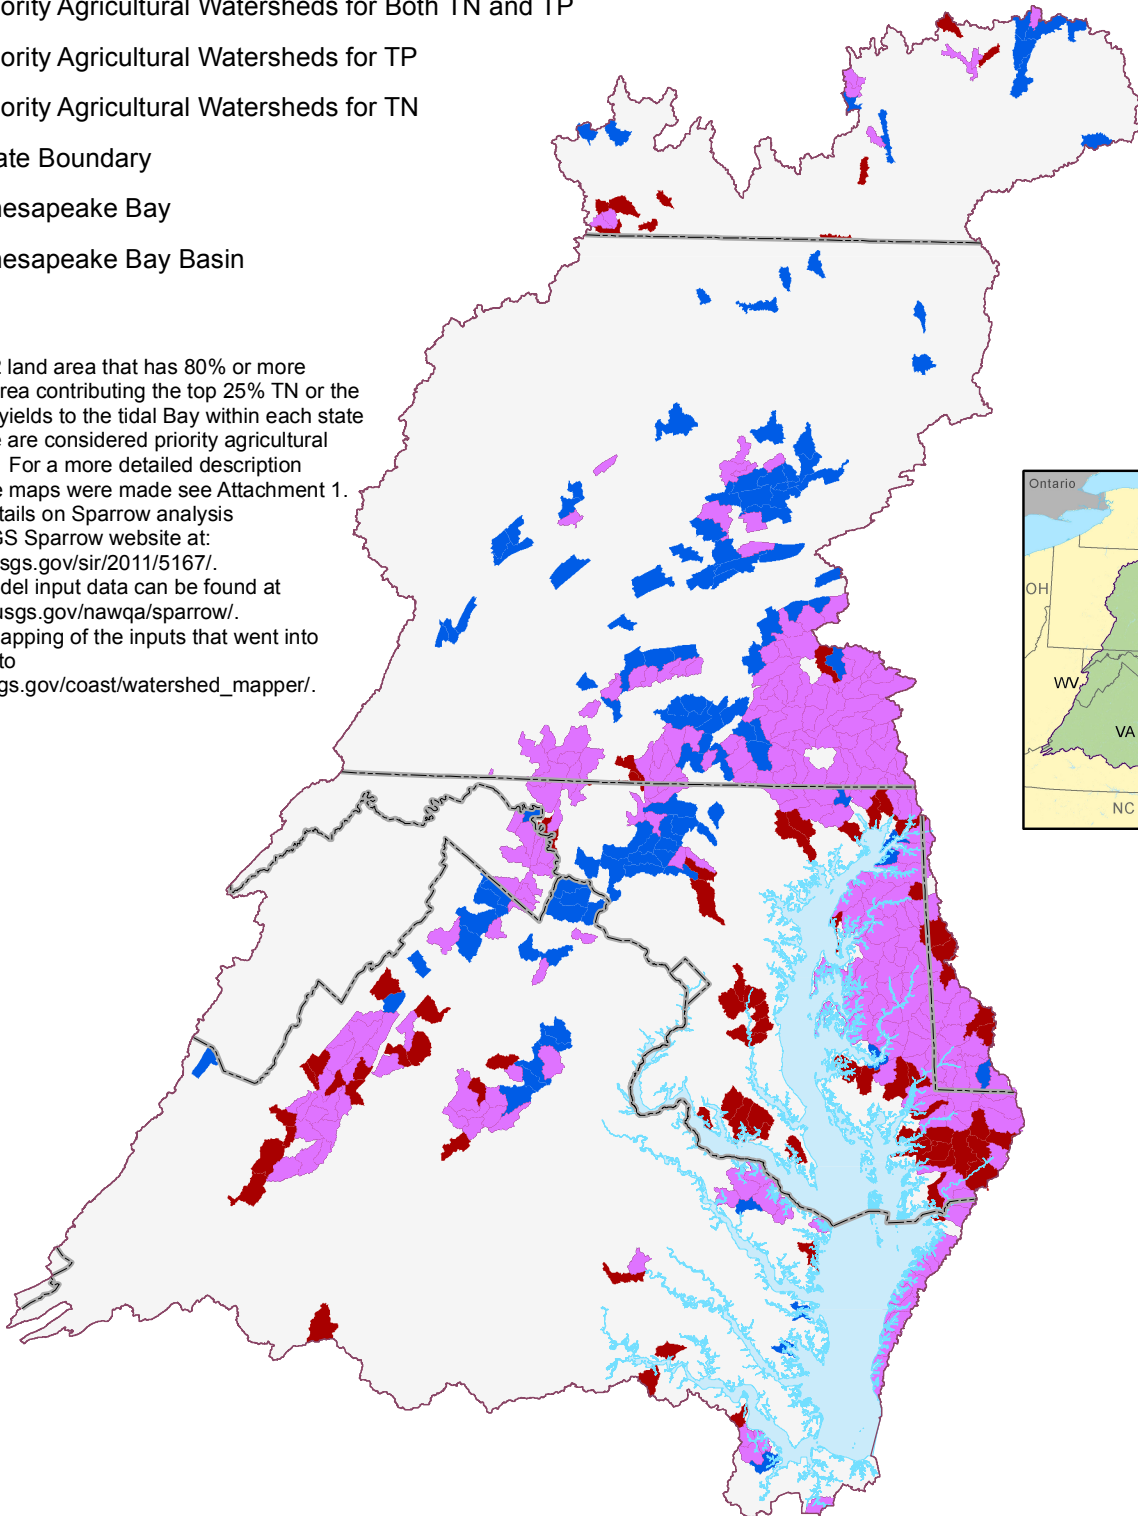 ority Agricultural Watersheds for Both TN and TP
ority Agricultural Watersheds for TP
ority Agricultural Watersheds for TN
ate Boundary
hesapeake Bay
hesapeake Bay Basin
land area that has 80% or more
rea contributing the top 25% TN or the
yields to the tidal Bay within each state
e are considered priority agricultural
For a more detailed description
e maps were made see Attachment 1.
tails on Sparrow analysis
GS Sparrow website at:
sgs.gov/sir/2011/5167/.
del input data can be found at
usgs.gov/nawqa/sparrow/.
apping of the inputs that went into
to
gs.gov/coast/watershed_mapper/.
Ontario
OH
WV
VA
NC